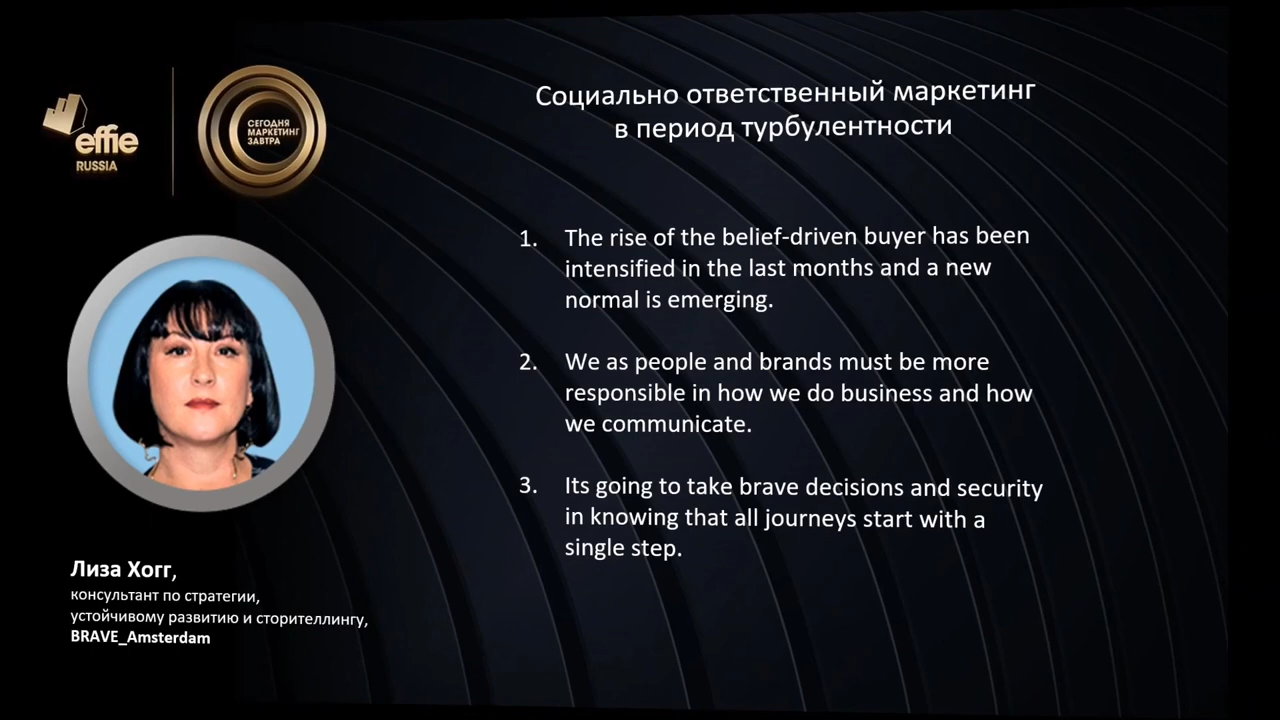 effie
RUSSIA
СЕГОДНЯ
МАРКЕТИНГ
ЗАВТРА
Социально ответственный маркетинг
в период турбулентности
1. The rise of the belief-driven buyer has been
intensified in the last months and a new
normal is emerging.
2. We as people and brands must be more
responsible in how we do business and how
we communicate.
3. Its going to take brave decisions and security
in knowing that all journeys start with a
single step.
Лиза Хогг,
консультант по стратегии,
устойчивому развитию и сторителлингу,
BRAVE_Amsterdam